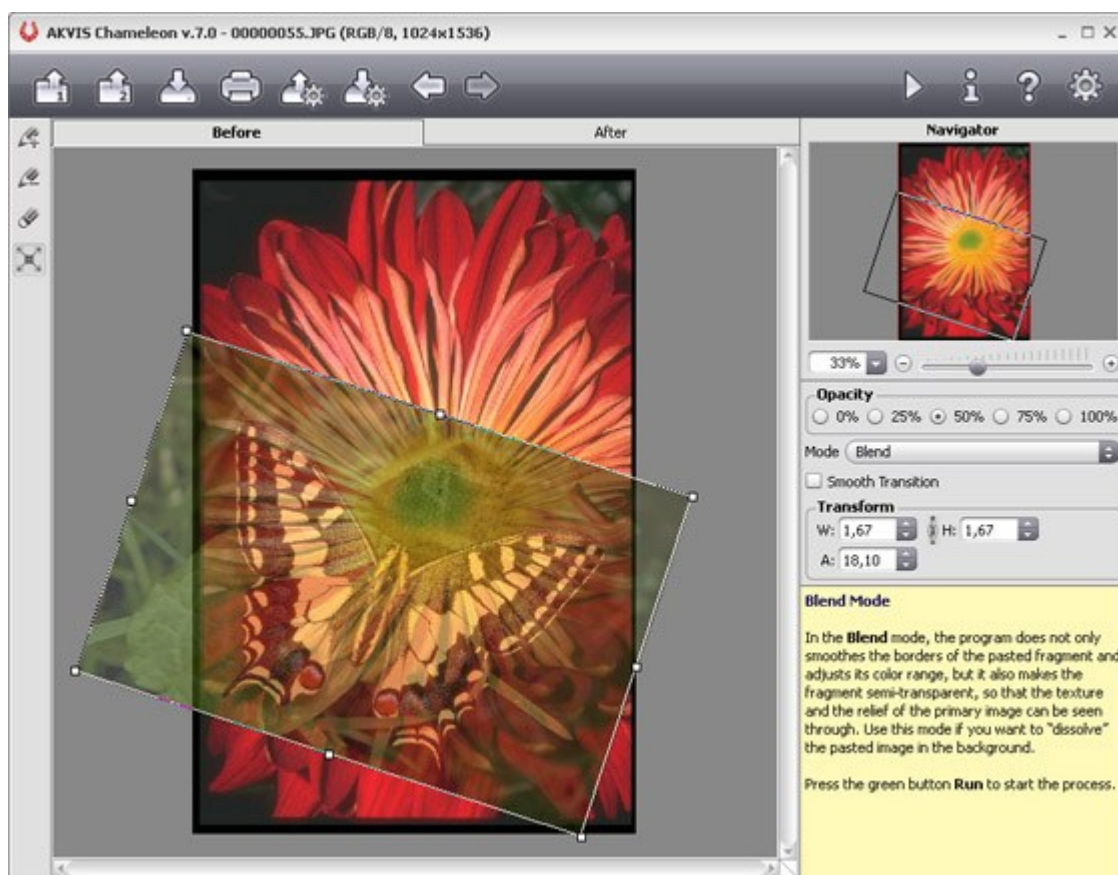 AKVIS Chameleon v.7.0 - 00000055.JPG (RGB/8, 1024x1536)
1 2
Before After Navigator
33%
Opacity
0% 25% 50% 75% 100%
Mode Blend
Smooth Transition
Transform
W: 1,67 H: 1,67
A: 18,10
Blend Mode
In the Blend mode, the program does not only
smoothes the borders of the pasted fragment and
adjusts its color range, but it also makes the
fragment semi-transparent, so that the texture
and the relief of the primary image can be seen
through. Use this mode if you want to "dissolve"
the pasted image in the background.
Press the green button Run to start the process.